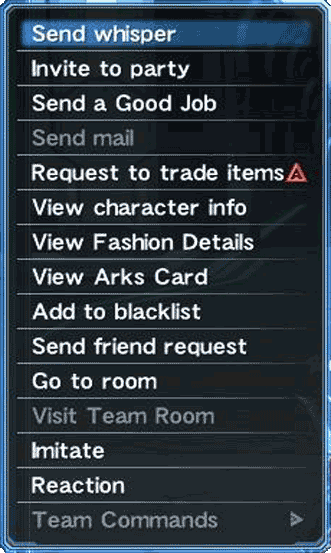 Send whisper
Invite to party
Send a Good Job
Send mail
Request to trade items A
View character info
View Fashion Details
View Arks Card
Add to blacklist
Send friend request
Go to room
Visit Team Room
Imitate
Reaction
Team Commands